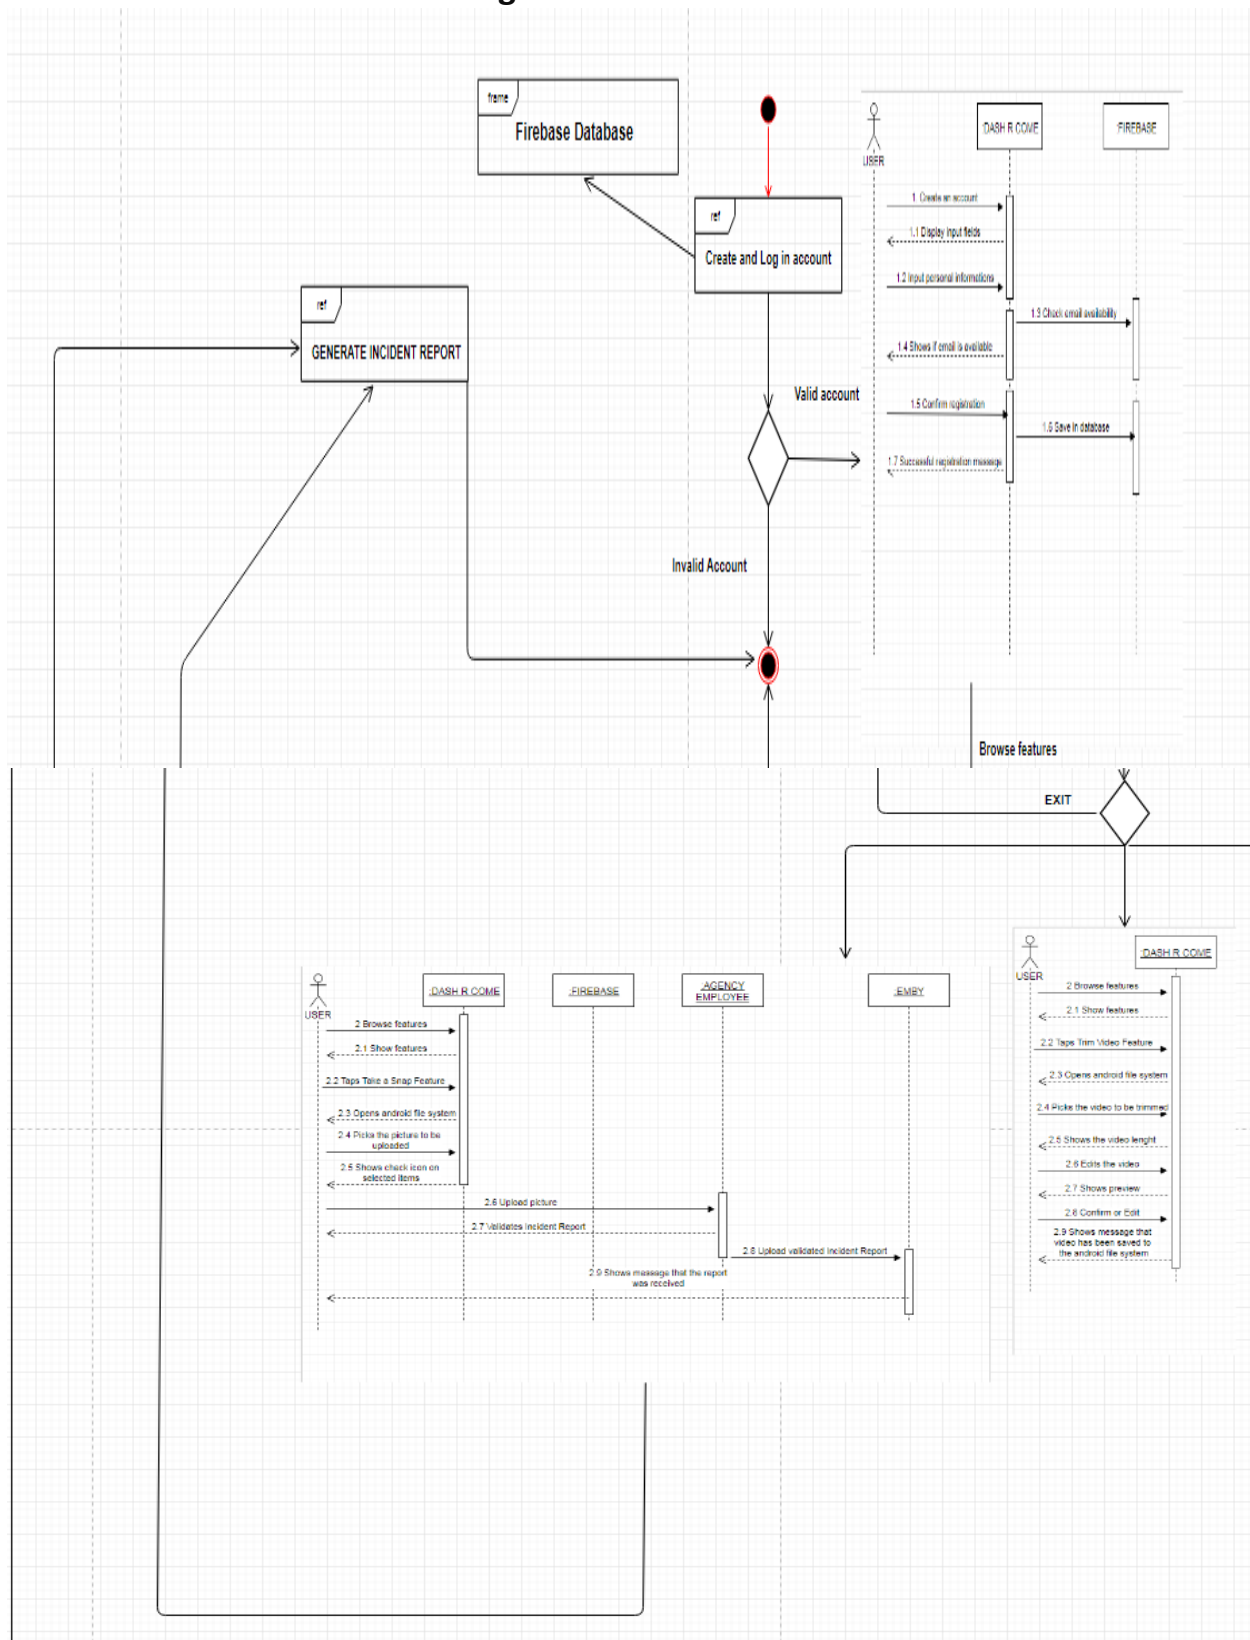 g
frame
Firebase Database
USER
:DASH R COME
:FIREBASE
ref
Create and Log in account
1. Create an account
1.1 Display input fields
1.2 Input personal informations
1.3 Check email availability
1.4 Shows if email is available
ref
GENERATE INCIDENT REPORT
Valid account
1.5 Confirm registration
1.6 Save in database
1.7 Successful registration message
Invalid Account
Browse features
EXIT
USER
:DASH R COME
:FIREBASE
:AGENCY
EMPLOYEE
:EMBY
2 Browse features
2.1 Show features
2.2 Taps Take a Snap Feature
2.3 Opens android file system
2.4 Picks the picture to be
uploaded
2.5 Shows check icon on
selected items
2.6 Upload picture
2.7 Validates Incident Report
2.8 Upload validated Incident Report
2.9 Shows message that the report
was received
USER
:DASH R COME
2 Browse features
2.1 Show features
2.2 Taps Trim Video Feature
2.3 Opens android file system
2.4 Picks the video to be trimmed
2.5 Shows the video lenght
2.6 Edits the video
2.7 Shows preview
2.8 Confirm or Edit
2.9 Shows message that
video has been saved to
the android file system